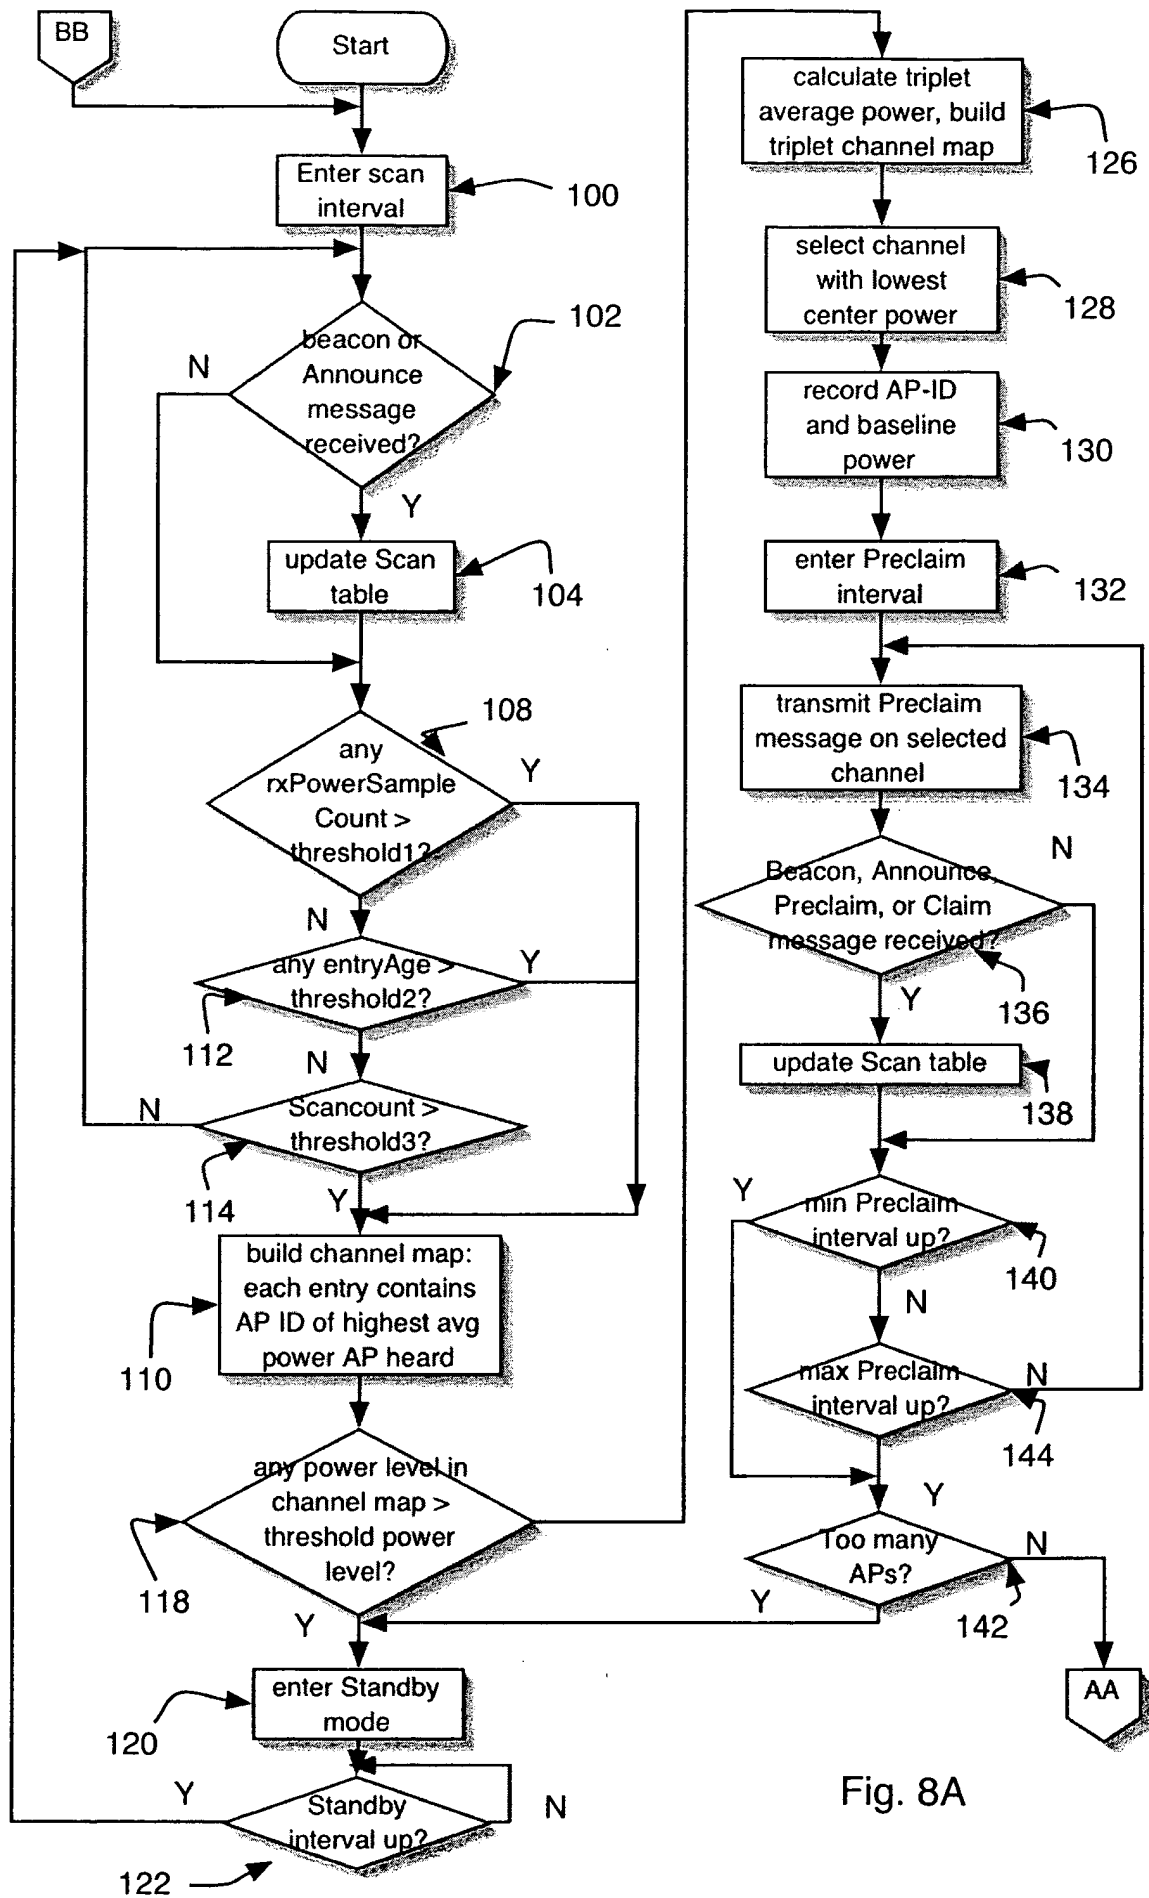 BB
Start
Enter scan
interval
100
beacon or
Announce
message
received?
102
N
Y
update Scan
table
104
any
rxPowerSample
Count >
threshold1?
108
Y
N
any entryAge >
threshold2?
Y
112
N
Scancount >
threshold3?
N
114
Y
build channel map:
each entry contains
AP ID of highest avg
power AP heard
110
any power level in
channel map >
threshold power
level?
118
Y
enter Standby
mode
120
Y
Standby
interval up?
N
122
calculate triplet
average power, build
triplet channel map
126
select channel
with lowest
center power
128
record AP-ID
and baseline
power
130
enter Preclaim
interval
132
transmit Preclaim
message on selected
channel
134
N
Beacon, Announce,
Preclaim, or Claim
message received?
136
Y
update Scan table
138
Y
min Preclaim
interval up?
140
N
max Preclaim
interval up?
N
144
Y
Too many
APs?
N
Y
142
AA
Fig. 8A